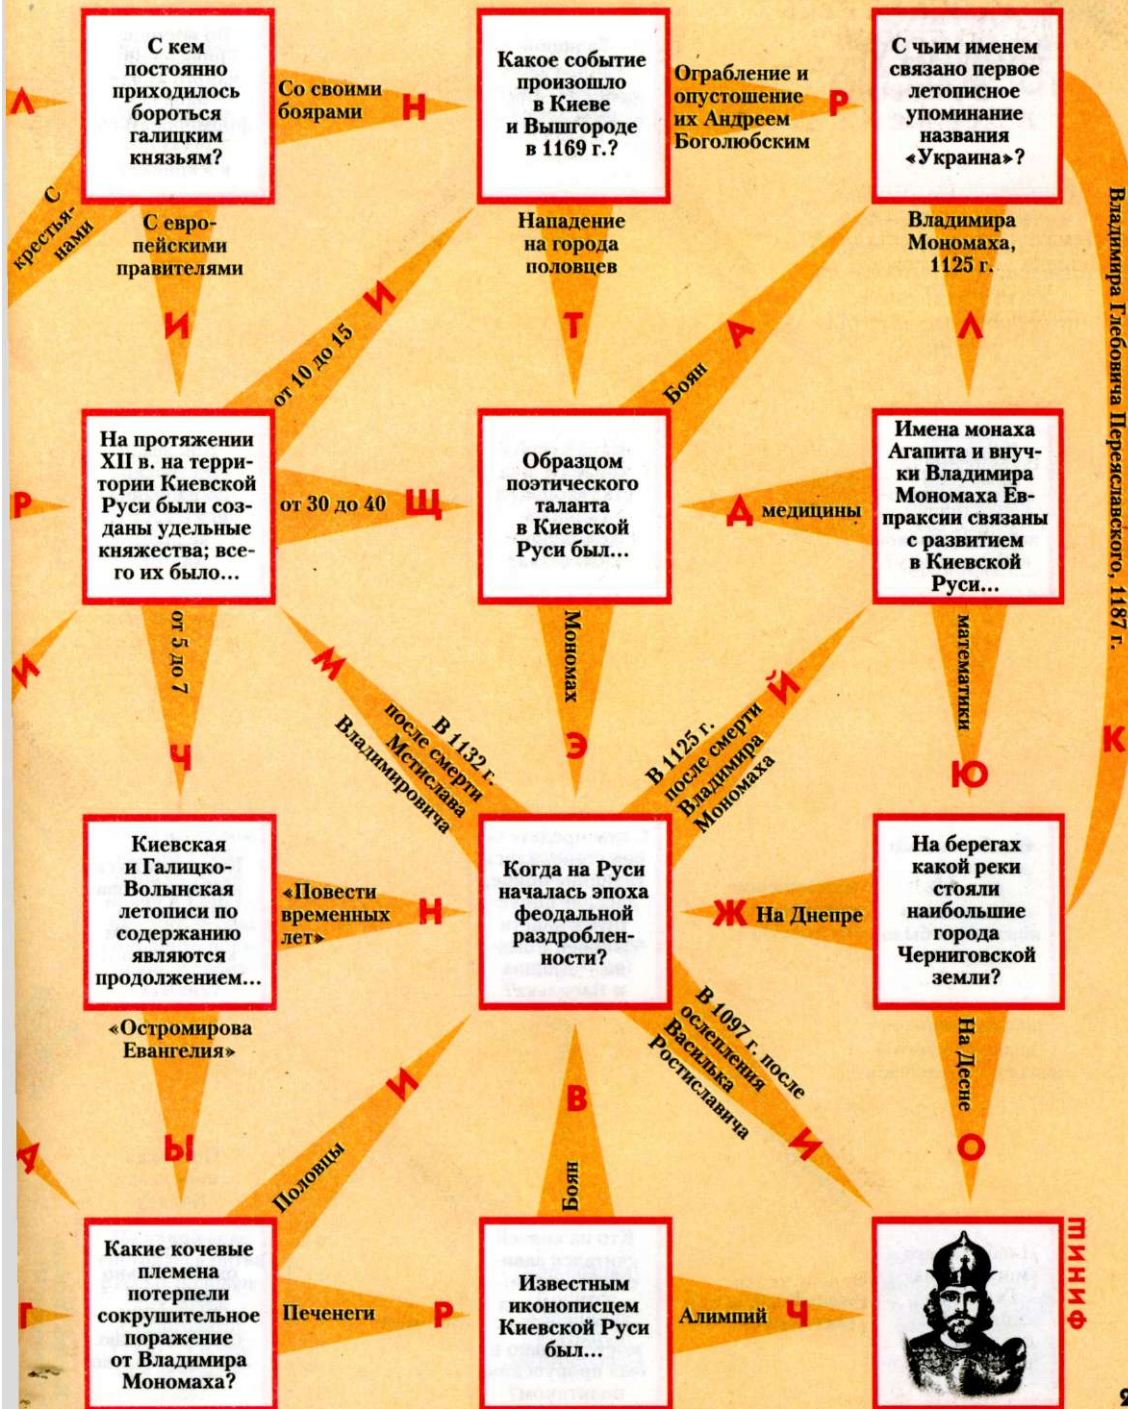 С кем
постоянно
приходилось
бороться
галицким
князьям?
Со своими
боярами
Н
Какое событие
произошло
в Киеве
и Вышгороде
в 1169 г.?
Ограбление и
опустошение
их Андреем
Боголюбским
Р
С чьим именем
связано первое
летописное
упоминание
названия
«Украина»?
Л
С
крестья-
нами
С евро-
пейскими
правителями
И
Нападение
на города
половцев
Т
Владимира
Мономаха,
1125 г.
Л
Владимира Глебовича Переяславского, 1187 г.
К
от 10 до 15
И
Боян
А
На протяжении
XII в. на терри-
тории Киевской
Руси были соз-
даны удельные
княжества; все-
го их было...
Р
от 30 до 40
Щ
Образцом
поэтического
таланта
в Киевской
Руси был...
Д
медицины
Имена монаха
Агапита и внуч-
ки Владимира
Мономаха Ев-
праксии связаны
с развитием
в Киевской
Руси...
И
от 5 до 7
Ч
М
В 1132 г.
после смерти
Мстислава
Владимировича
Мономах
Э
Й
В 1125 г.
после смерти
Владимира
Мономаха
математики
Ю
Киевская
и Галицко-
Волынская
летописи по
содержанию
являются
продолжением...
«Повести
временных
лет»
Н
Когда на Руси
началась эпоха
феодальной
раздроблен-
ности?
Ж
На Днепре
На берегах
какой реки
стояли
наибольшие
города
Черниговской
земли?
«Остромирова
Евангелия»
Ы
Половцы
И
Боян
В
В 1097 г. после
ослепления
Василька
Ростиславича
И
На Десне
О
А
Какие кочевые
племена
потерпели
сокрушительное
поражение
от Владимира
Мономаха?
Печенеги
Р
Известным
иконописцем
Киевской Руси
был...
Алимпий
Ч
ФИНИШ